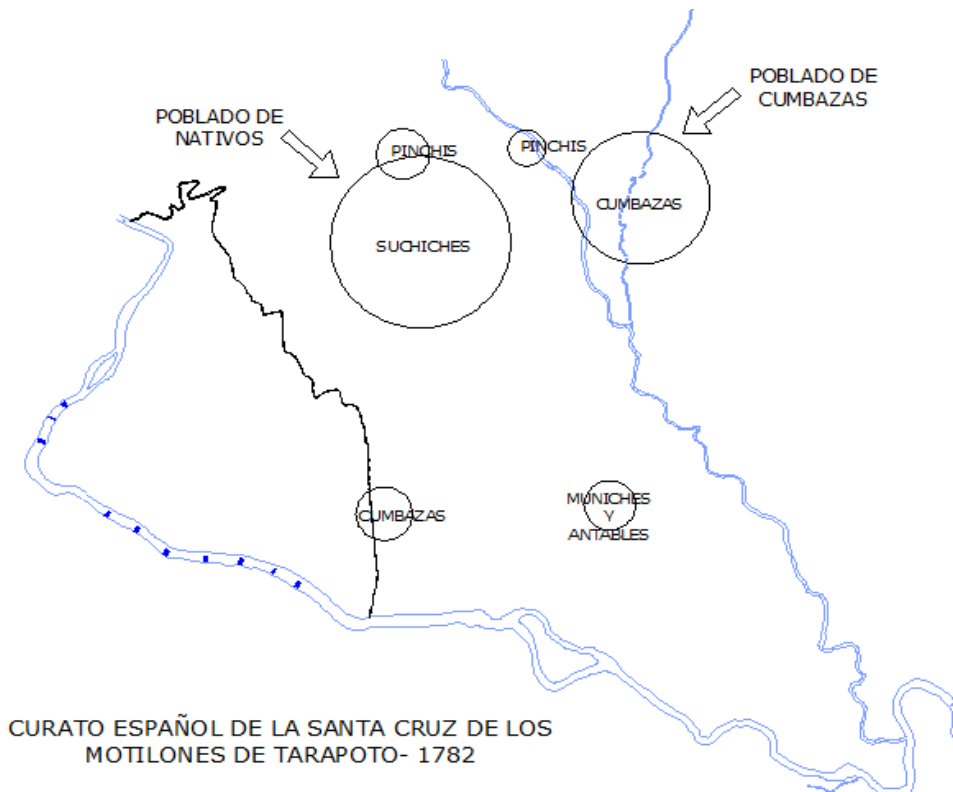 POBLADO DE
CUMBAZAS
POBLADO DE
NATIVOS
PINCHIS
PINCHIS
CUMBAZAS
SUCHICHES
MUNICHES
Y
ANTABLES
CUMBAZAS
CURATO ESPAÑOL DE LA SANTA CRUZ DE LOS
MOTILONES DE TARAPOTO- 1782